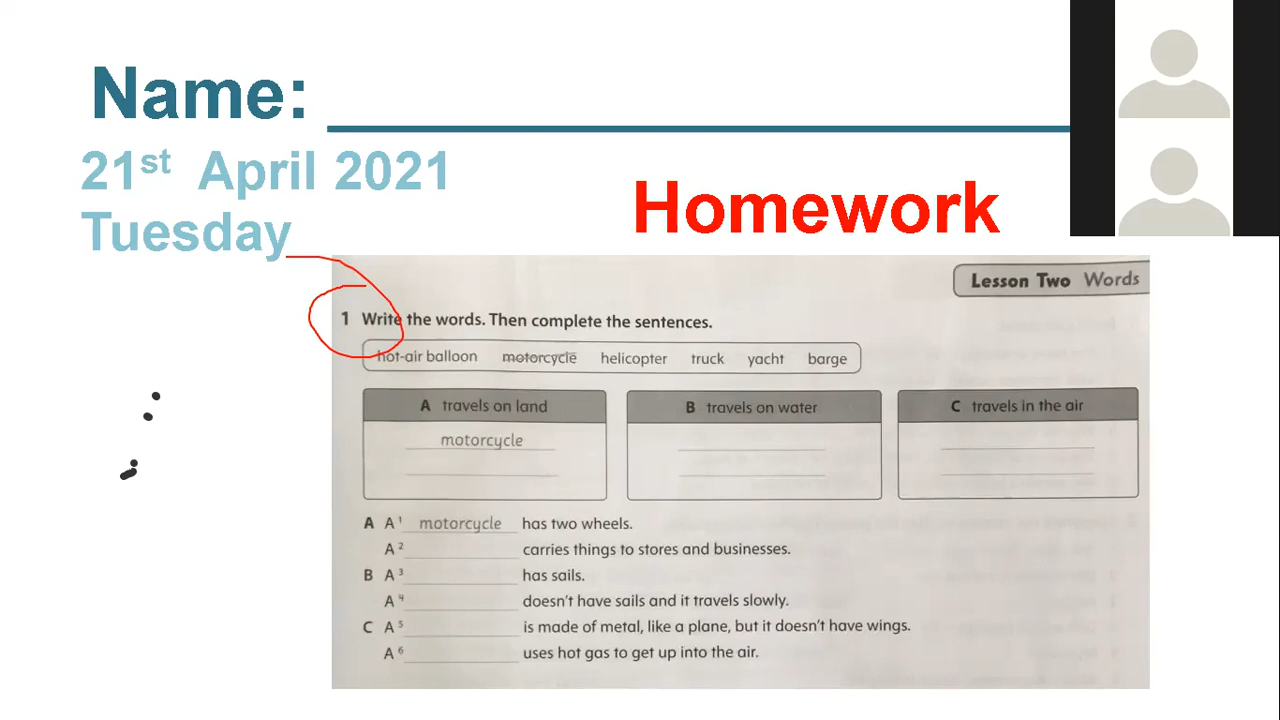 Name:
21st April 2021
Tuesday
Homework
Lesson Two Words
1 Write the words. Then complete the sentences.
hot-air balloon motorcycle helicopter truck yacht barge
A travels on land
B travels on water
C travels in the air
motorcycle
A A 1 motorcycle has two wheels.
A 2 carries things to stores and businesses.
B A 3 has sails.
A 4 doesn't have sails and it travels slowly.
C A 5 is made of metal, like a plane, but it doesn't have wings.
A 6 uses hot gas to get up into the air.